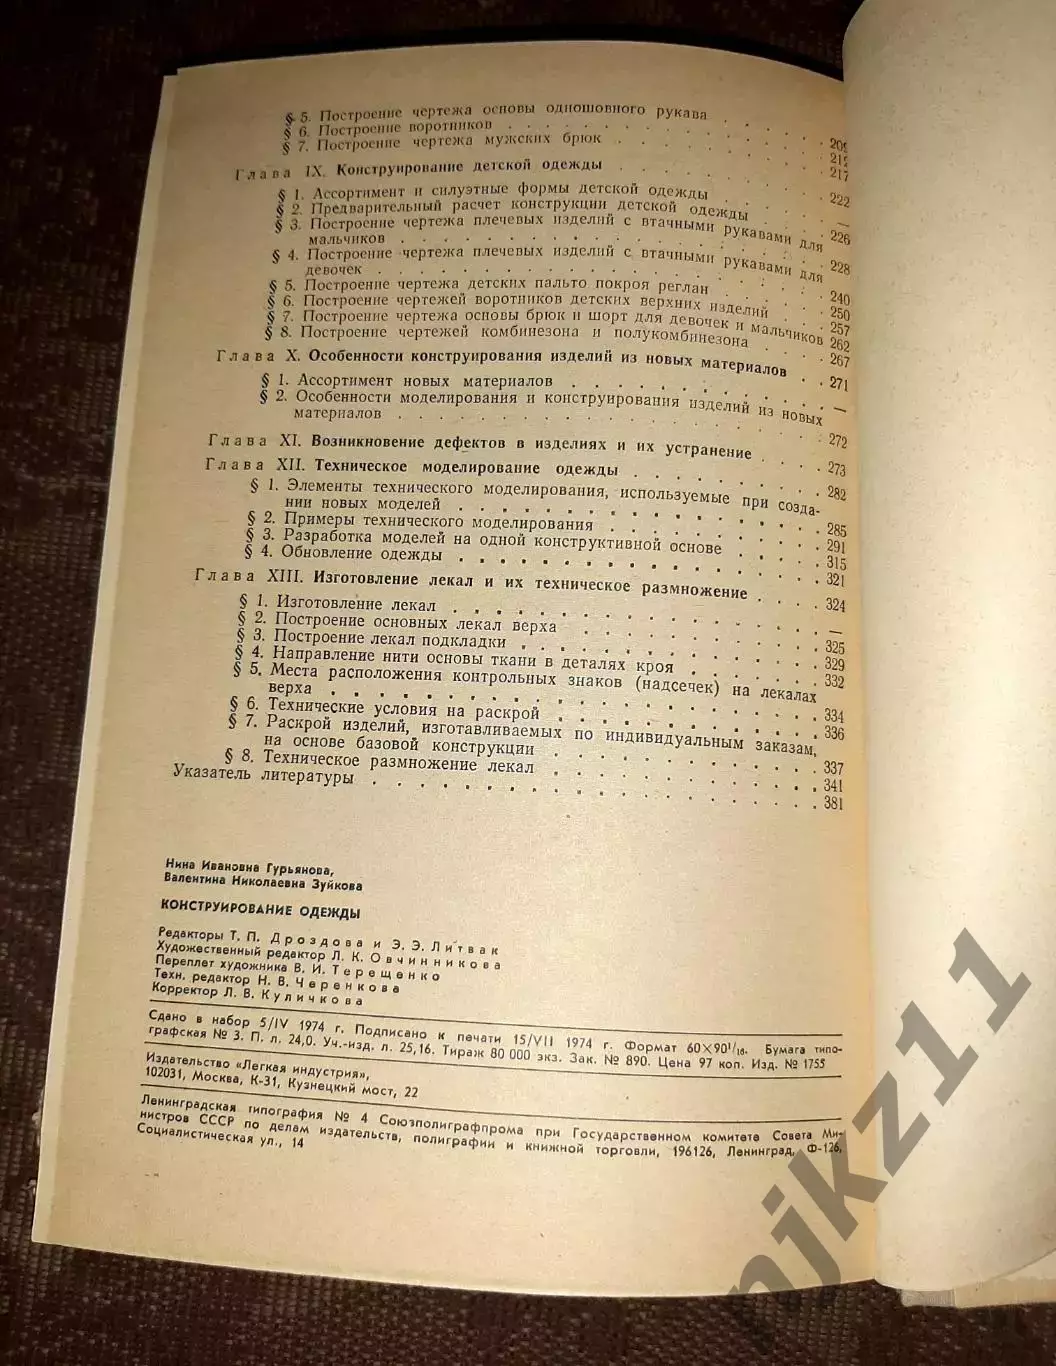 § 5. Построение чертежа основы одношовного рукава . . . . . . 209
§ 6. Построение воротников . . . . . . . . . . . . 212
§ 7. Построение чертежа мужских брюк . . . . . . . . . 217
Глава IX. Конструирование детской одежды . . . . . . . . . 222
§ 1. Ассортимент и силуэтные формы детской одежды . . . . . —
§ 2. Предварительный расчет конструкции детской одежды . . . . 226
§ 3. Построение чертежа плечевых изделий с втачными рукавами для
мальчиков . . . . . . . . . . . . . . . 228
§ 4. Построение чертежа плечевых изделий с втачными рукавами для
девочек . . . . . . . . . . . . . . . . 240
§ 5. Построение чертежа детских пальто покроя реглан . . . . . 250
§ 6. Построение чертежей воротников детских верхних изделий . . . 257
§ 7. Построение чертежа основы брюк и шорт для девочек и мальчиков 262
§ 8. Построение чертежей комбинезона и полукомбинезона . . . . 267
Глава X. Особенности конструирования изделий из новых материалов . . 271
§ 1. Ассортимент новых материалов . . . . . . . . . . —
§ 2. Особенности моделирования и конструирования изделий из новых
материалов . . . . . . . . . . . . . . . 272
Глава XI. Возникновение дефектов в изделиях и их устранение . . . . 273
Глава XII. Техническое моделирование одежды . . . . . . . . 282
§ 1. Элементы технического моделирования, используемые при созда-
нии новых моделей . . . . . . . . . . . . . 285
§ 2. Примеры технического моделирования . . . . . . . . 291
§ 3. Разработка моделей на одной конструктивной основе . . . . 315
§ 4. Обновление одежды . . . . . . . . . . . . . 321
Глава XIII. Изготовление лекал и их техническое размножение . . . . 324
§ 1. Изготовление лекал . . . . . . . . . . . . . —
§ 2. Построение основных лекал верха . . . . . . . . . 325
§ 3. Построение лекал подкладки . . . . . . . . . . . 329
§ 4. Направление нити основы ткани в деталях кроя . . . . . . 332
§ 5. Места расположения контрольных знаков (надсечек) на лекалах
верха . . . . . . . . . . . . . . . . . 334
§ 6. Технические условия на раскрой . . . . . . . . . . 336
§ 7. Раскрой изделий, изготавливаемых по индивидуальным заказам,
на основе базовой конструкции . . . . . . . . . . 337
§ 8. Техническое размножение лекал . . . . . . . . . . 341
Указатель литературы . . . . . . . . . . . . . . . 381
Нина Ивановна Гурьянова,
Валентина Николаевна Зуйкова
КОНСТРУИРОВАНИЕ ОДЕЖДЫ
Редакторы Т. П. Дроздова и Э. Э. Литвак
Художественный редактор Л. К. Овчинникова
Переплет художника В. И. Терещенко
Техн. редактор Н. В. Черенкова
Корректор Л. В. Куличкова
Сдано в набор 5/IV 1974 г. Подписано к печати 15/VII 1974 г. Формат 60×90¹/₁₆. Бумага типо-
графская № 3. П. л. 24,0. Уч.-изд. л. 25,16. Тираж 80 000 экз. Зак. № 890. Цена 97 коп. Изд. № 1755
Издательство «Легкая индустрия»,
102031, Москва, К-31, Кузнецкий мост, 22
Ленинградская типография № 4 Союзполиграфпрома при Государственном комитете Совета Ми-
нистров СССР по делам издательств, полиграфии и книжной торговли, 196126, Ленинград, Ф-126,
Социалистическая ул., 14
njkz11